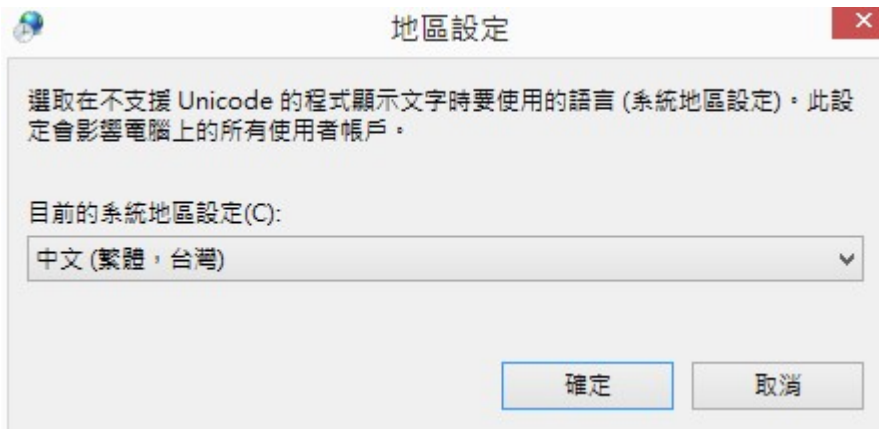 地區設定
選取在不支援 Unicode 的程式顯示文字時要使用的語言 (系統地區設定)。此設
定會影響電腦上的所有使用者帳戶。
目前的系統地區設定(C):
中文 (繁體，台灣)
確定
取消